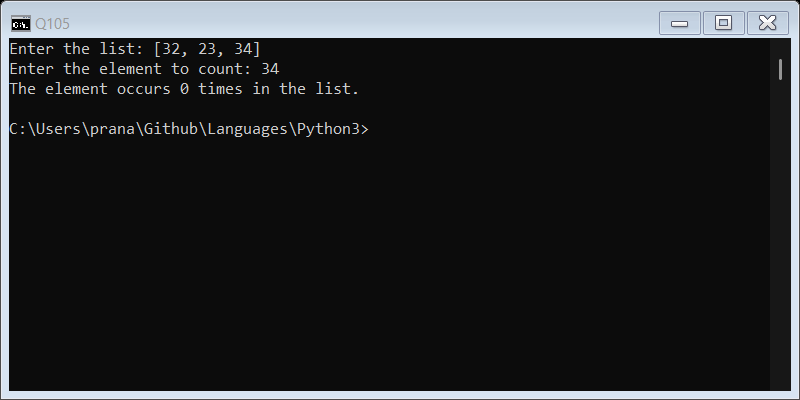 Q105
Enter the list: [32, 23, 34]
Enter the element to count: 34
The element occurs 0 times in the list.
C:\Users\prana\Github\Languages\Python3>